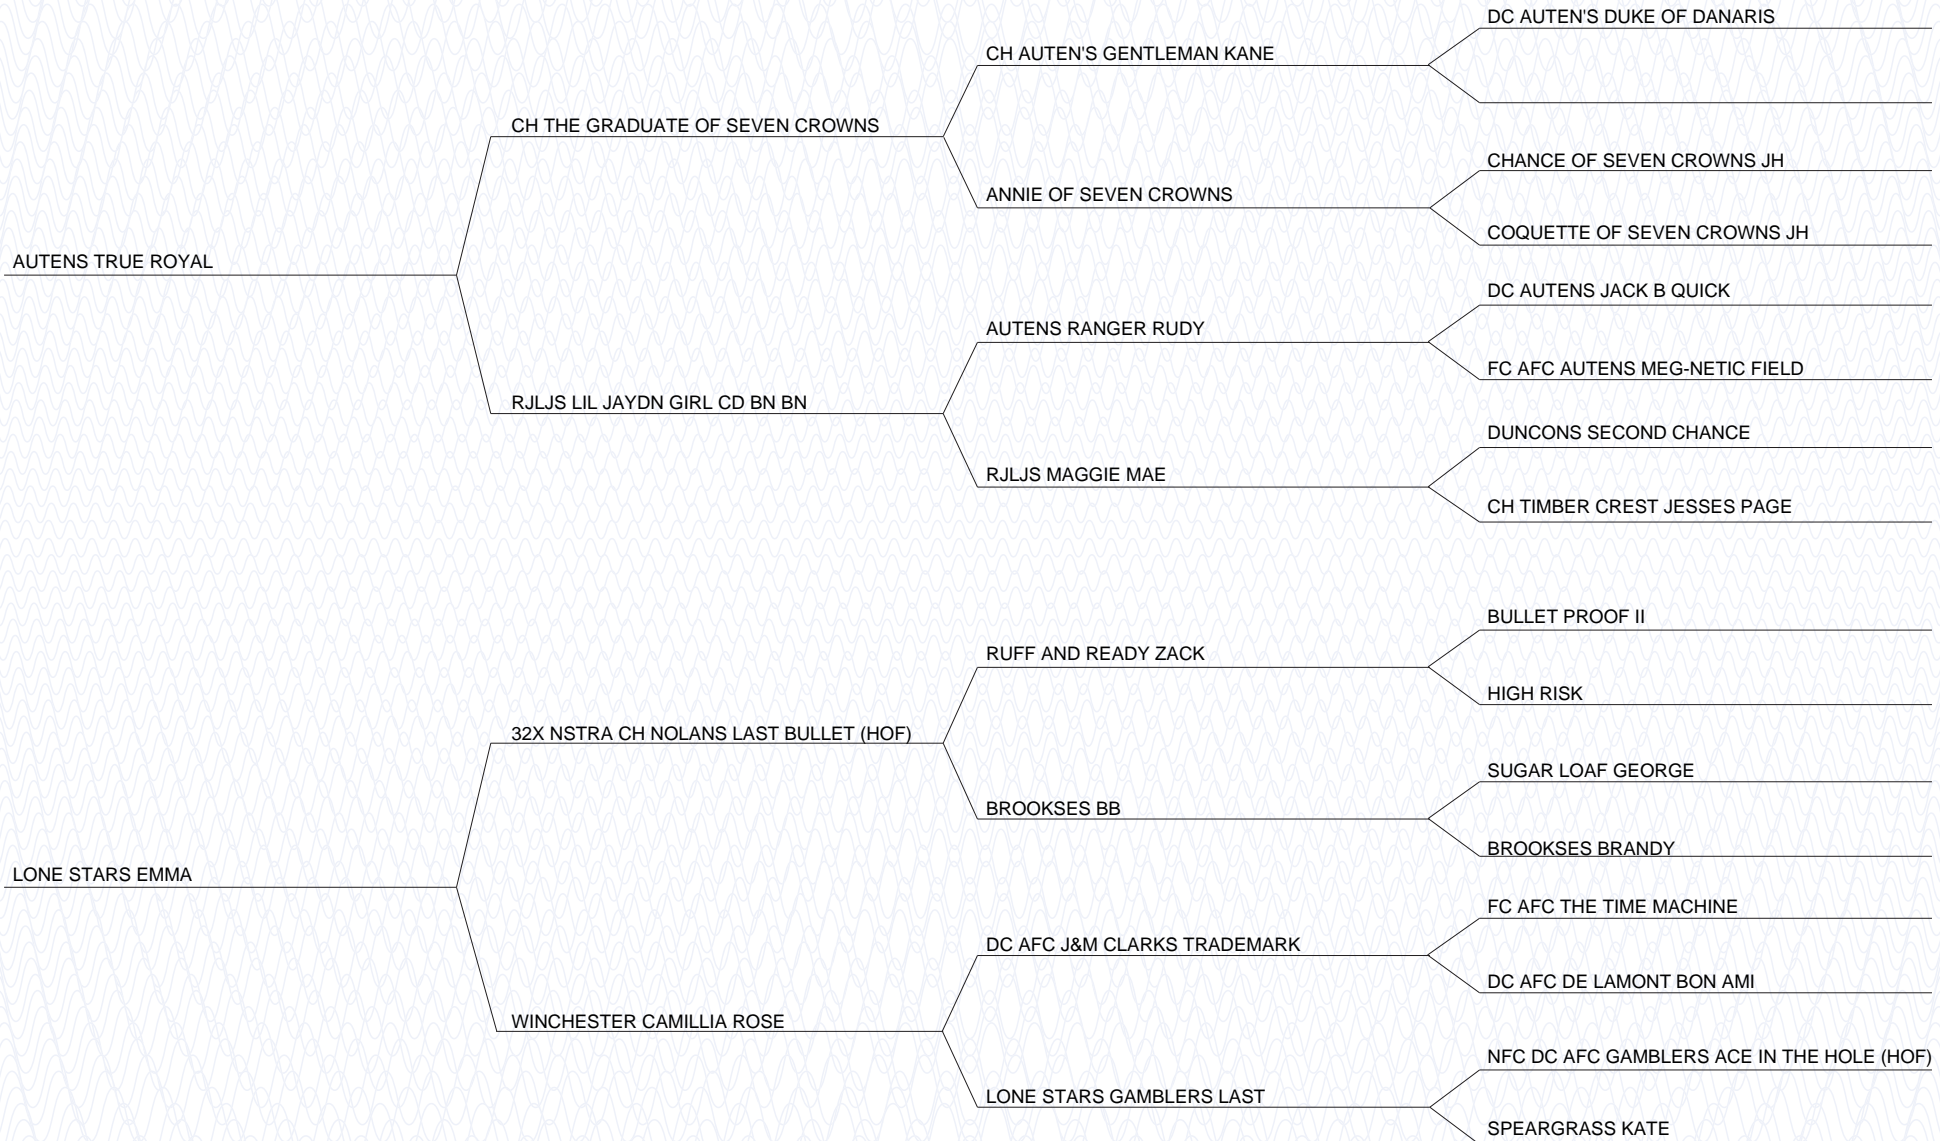 DC AUTEN'S DUKE OF DANARIS
CH AUTEN'S GENTLEMAN KANE
CH THE GRADUATE OF SEVEN CROWNS
CHANCE OF SEVEN CROWNS JH
ANNIE OF SEVEN CROWNS
COQUETTE OF SEVEN CROWNS JH
AUTENS TRUE ROYAL
DC AUTENS JACK B QUICK
AUTENS RANGER RUDY
FC AFC AUTENS MEG-NETIC FIELD
RJLJS LIL JAYDN GIRL CD BN BN
DUNCONS SECOND CHANCE
RJLJS MAGGIE MAE
CH TIMBER CREST JESSES PAGE
BULLET PROOF II
RUFF AND READY ZACK
HIGH RISK
32X NSTRA CH NOLANS LAST BULLET (HOF)
SUGAR LOAF GEORGE
BROOKSES BB
BROOKSES BRANDY
LONE STARS EMMA
FC AFC THE TIME MACHINE
DC AFC J&M CLARKS TRADEMARK
DC AFC DE LAMONT BON AMI
WINCHESTER CAMILLIA ROSE
NFC DC AFC GAMBLERS ACE IN THE HOLE (HOF)
LONE STARS GAMBLERS LAST
SPEARGRASS KATE